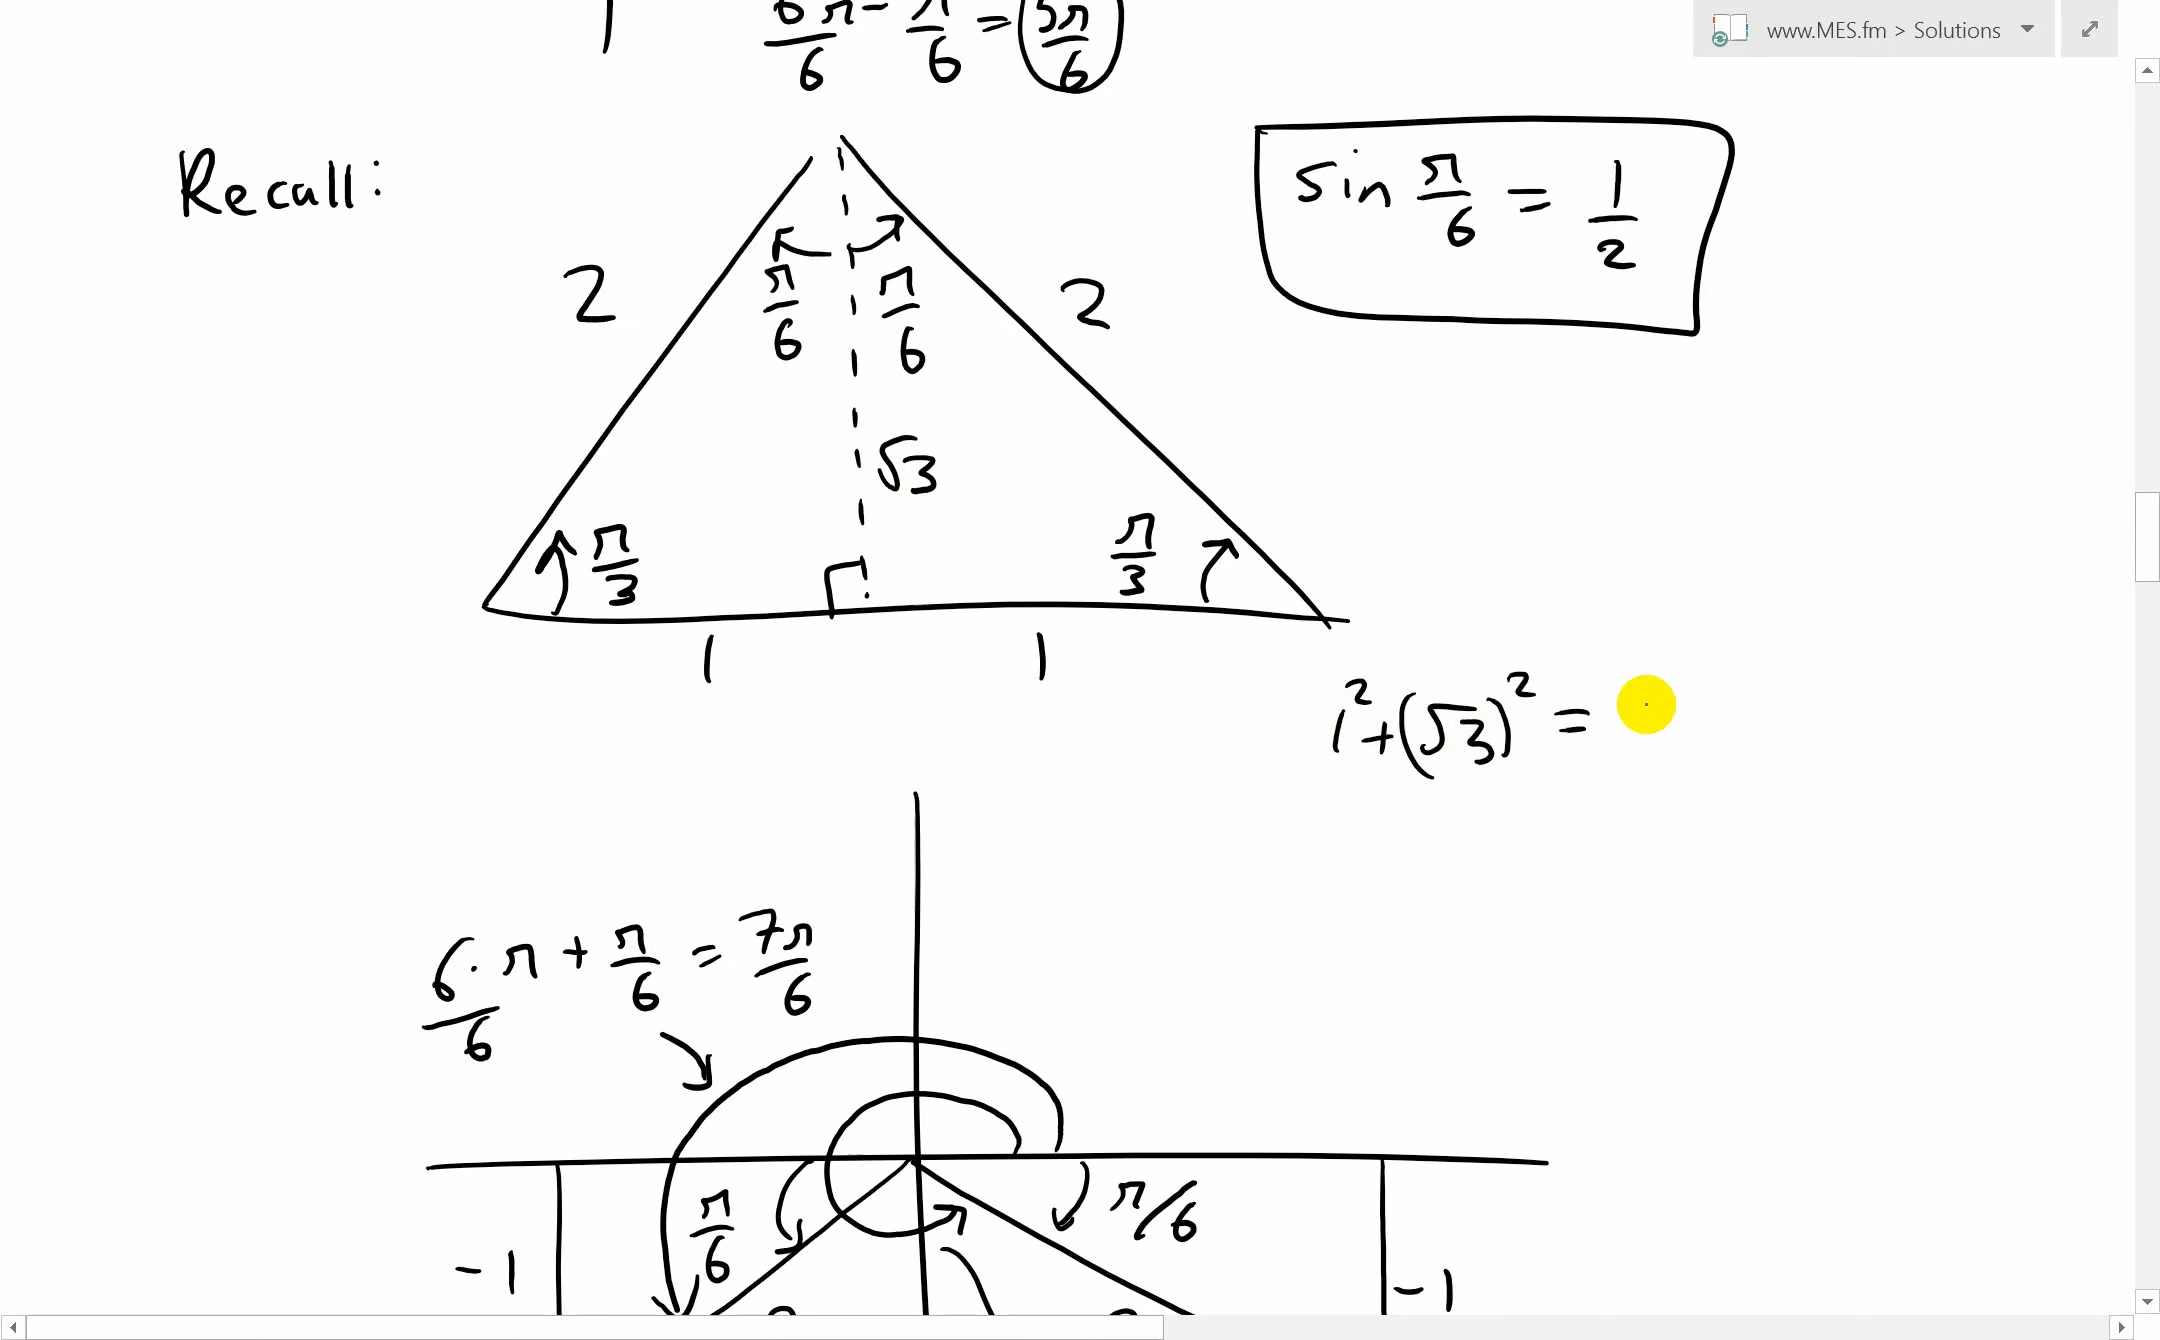 www.MES.fm > Solutions
6π/6 - π/6 = 5π/6
Recall:
sin π/6 = 1/2
2 π/6 π/6 2
√3
π/3 π/3
1 1
1² + (√3)² =
6/6 · π + π/6 = 7π/6
π/6 π/6
-1 -1